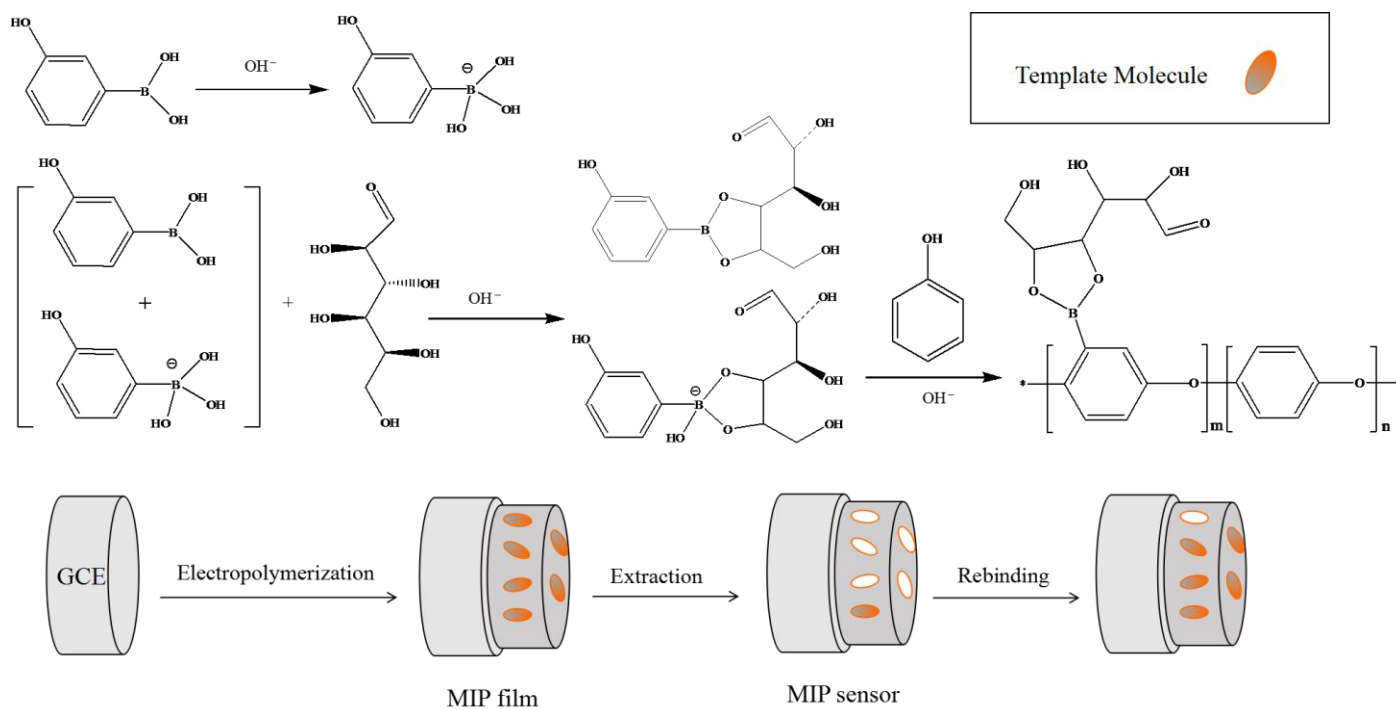 HO
OH
B
OH
OH⁻
HO
⊖
OH
B
OH
HO
Template Molecule
HO
OH
B
OH
+
HO
⊖
OH
B
OH
HO
+
O
HO
OH
HO
OH
OH
OH⁻
O
OH
HO
O
OH
B
O
OH
O
OH
HO
O
OH
⊖
B
HO
O
OH
OH
OH⁻
OH
HO
OH
O
O
O
B
*
O
m
O
n
GCE
Electropolymerization
MIP film
Extraction
MIP sensor
Rebinding